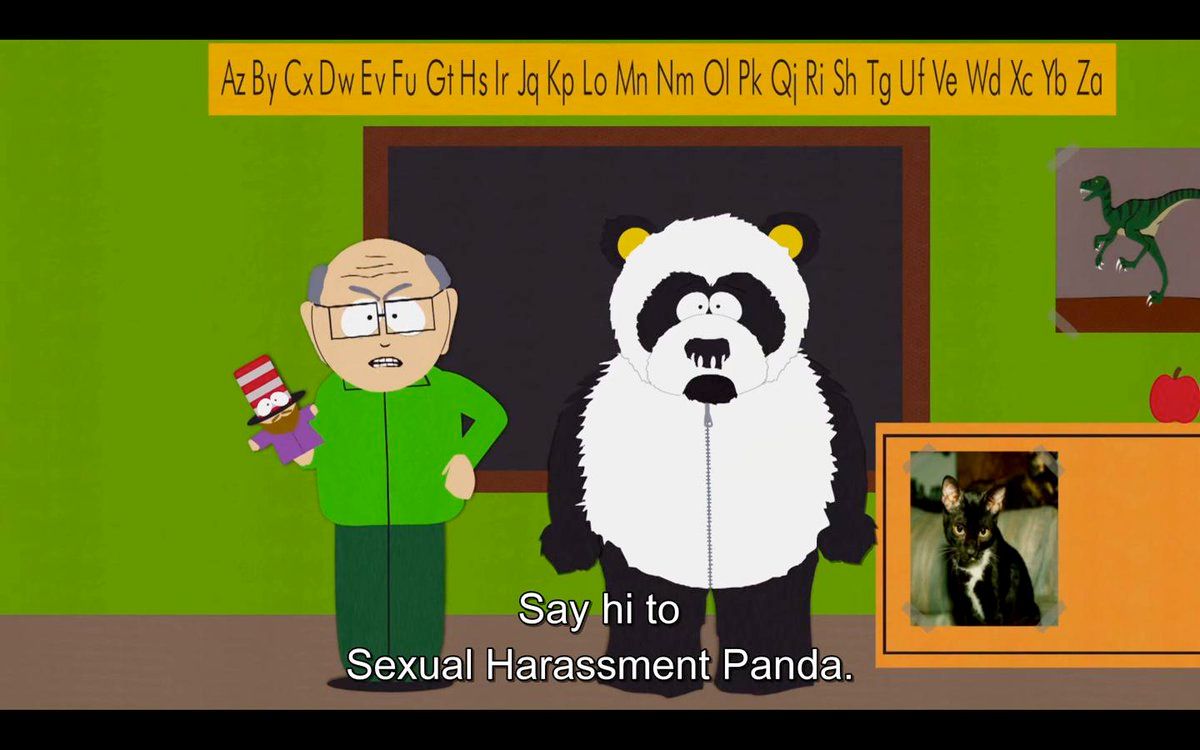 Az By Cx Dw Ev Fu Gt Hs Ir Jq Kp Lo Mn Nm Ol Pk Qj Ri Sh Tg Uf Ve Wd Xc Yb Za
Say hi to
Sexual Harassment Panda.